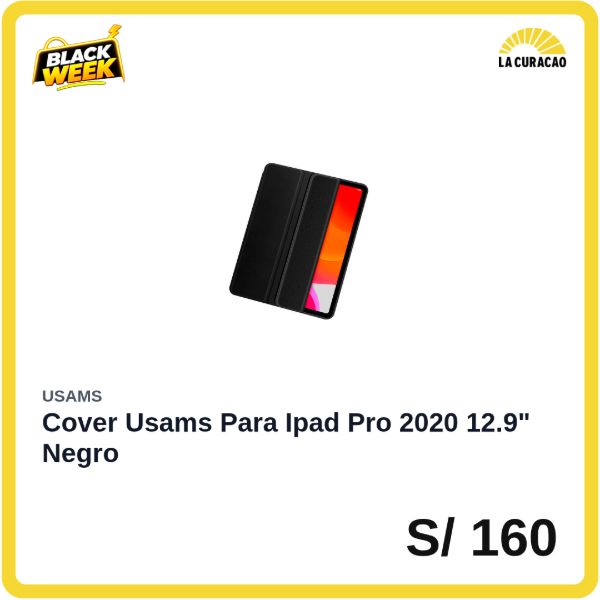 BLACK
WEEK
LA CURACAO
USAMS
Cover Usams Para Ipad Pro 2020 12.9"
Negro
S/ 160